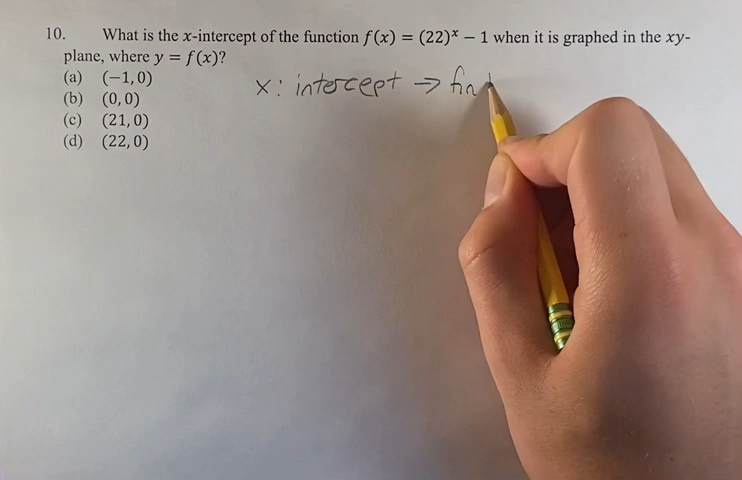 10. What is the x-intercept of the function f(x) = (22)ˣ − 1 when it is graphed in the xy-
plane, where y = f(x)?
(a) (−1, 0)
(b) (0, 0)
(c) (21, 0)
(d) (22, 0)
x: intercept →